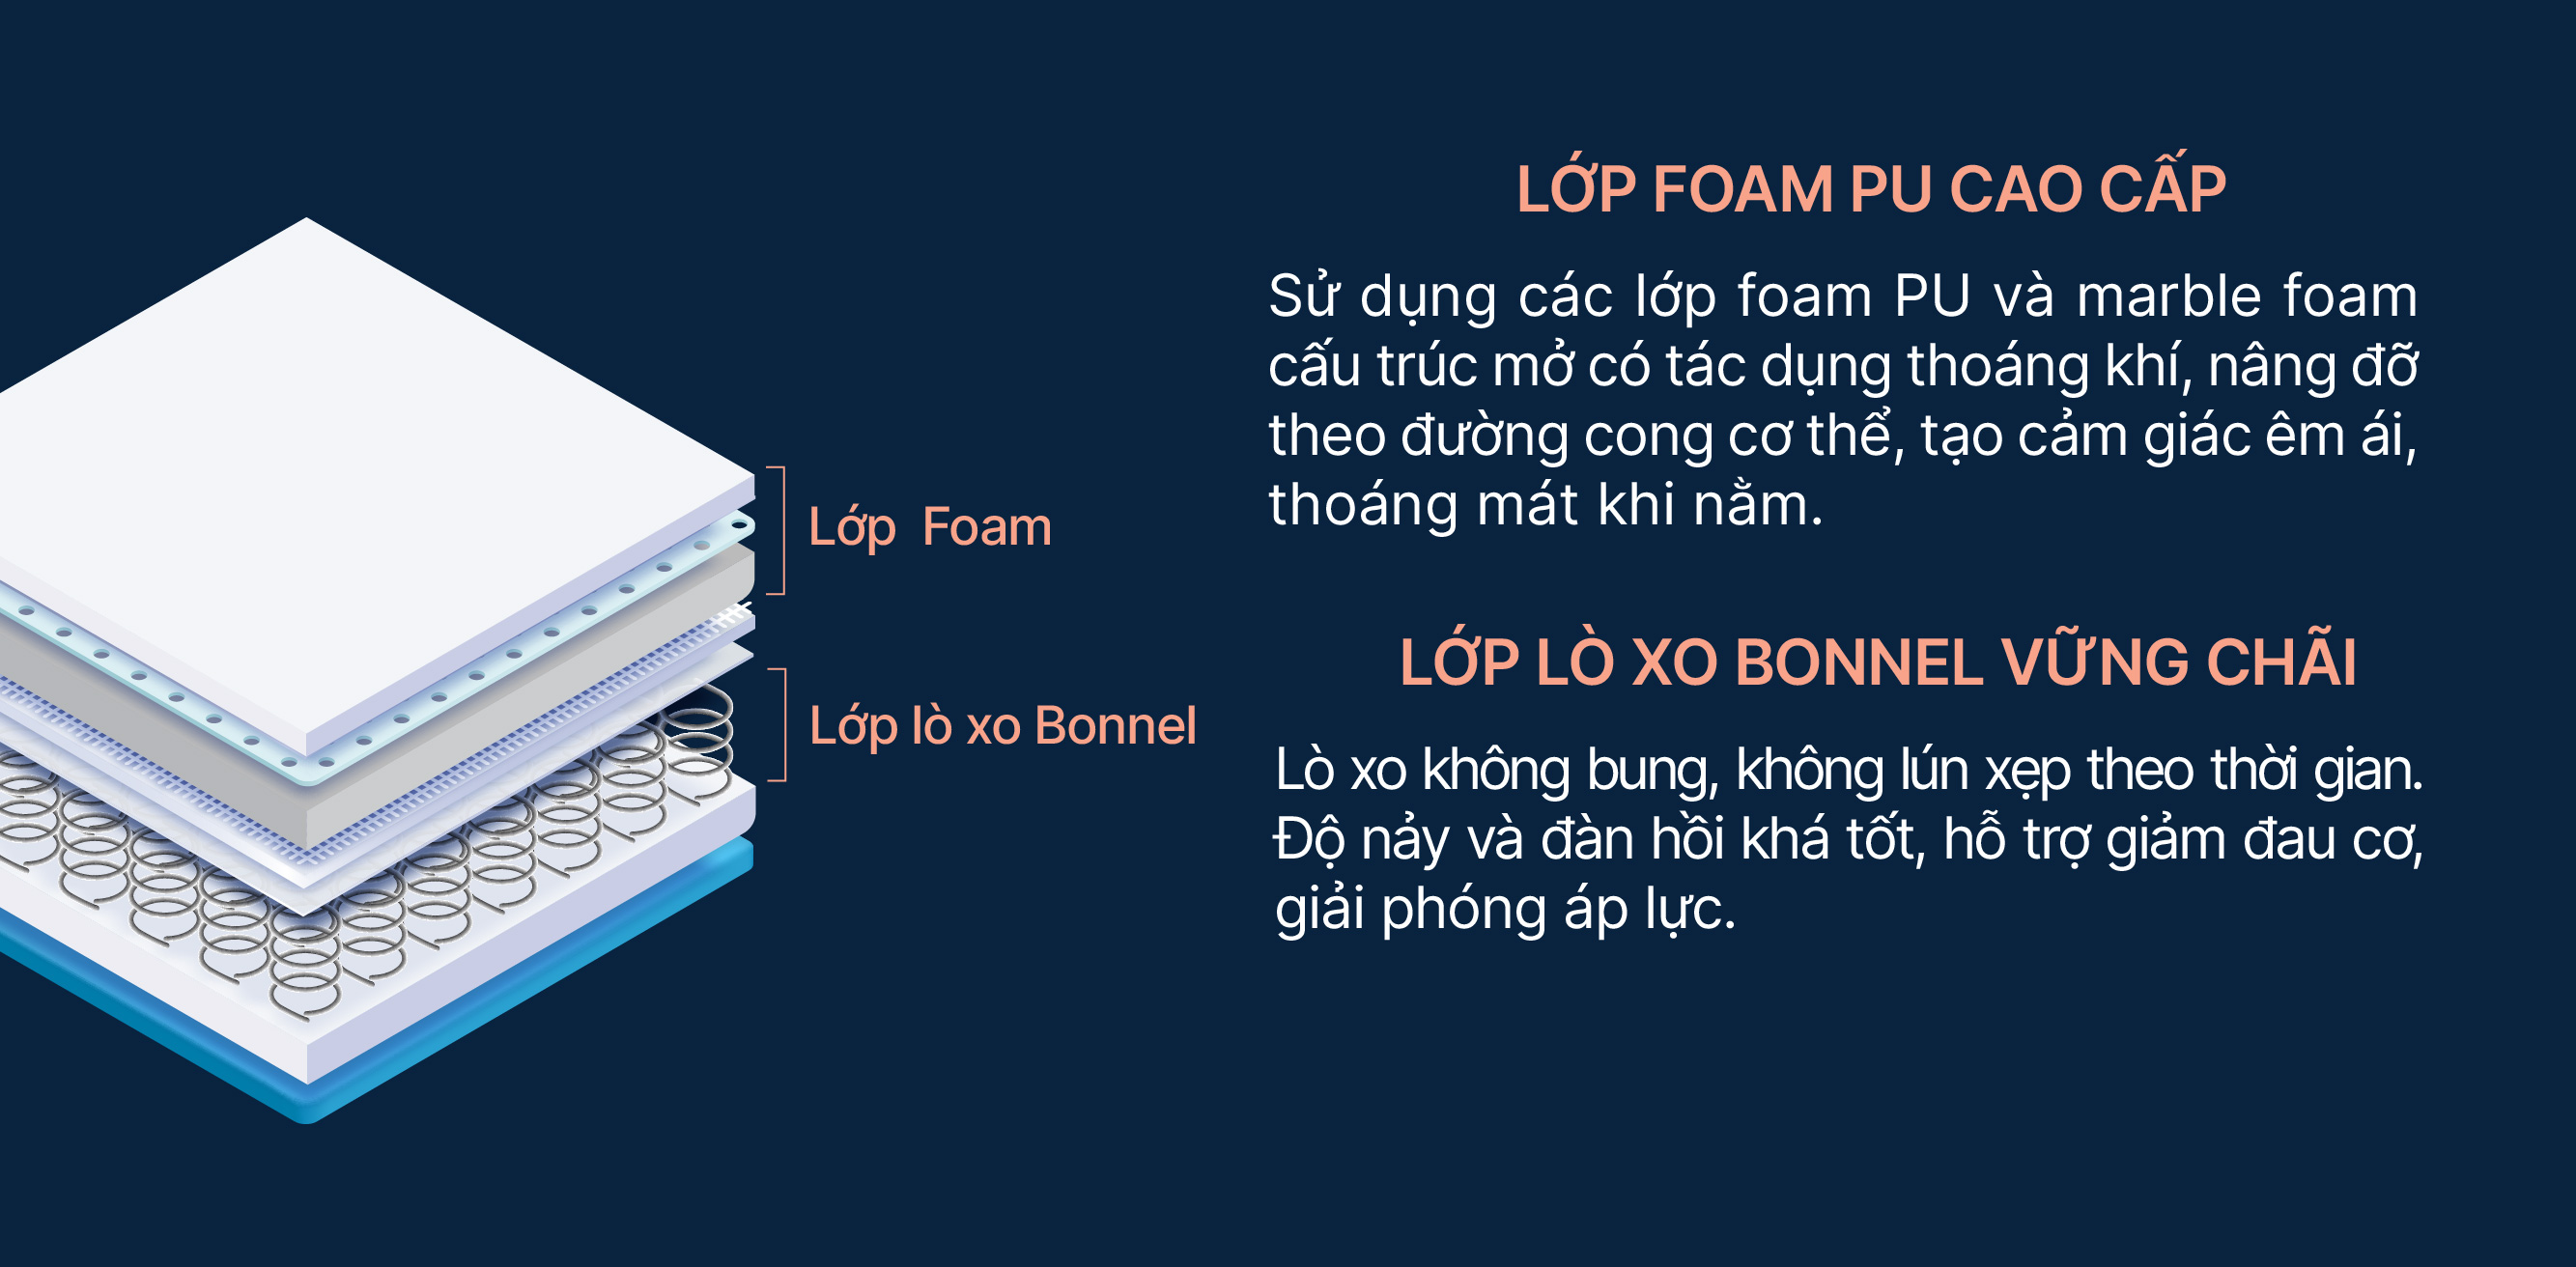 LỚP FOAM PU CAO CẤP
Sử dụng các lớp foam PU và marble foam
cấu trúc mở có tác dụng thoáng khí, nâng đỡ
theo đường cong cơ thể, tạo cảm giác êm ái,
thoáng mát khi nằm.
Lớp Foam
Lớp lò xo Bonnel
LỚP LÒ XO BONNEL VỮNG CHÃI
Lò xo không bung, không lún xẹp theo thời gian.
Độ nảy và đàn hồi khá tốt, hỗ trợ giảm đau cơ,
giải phóng áp lực.